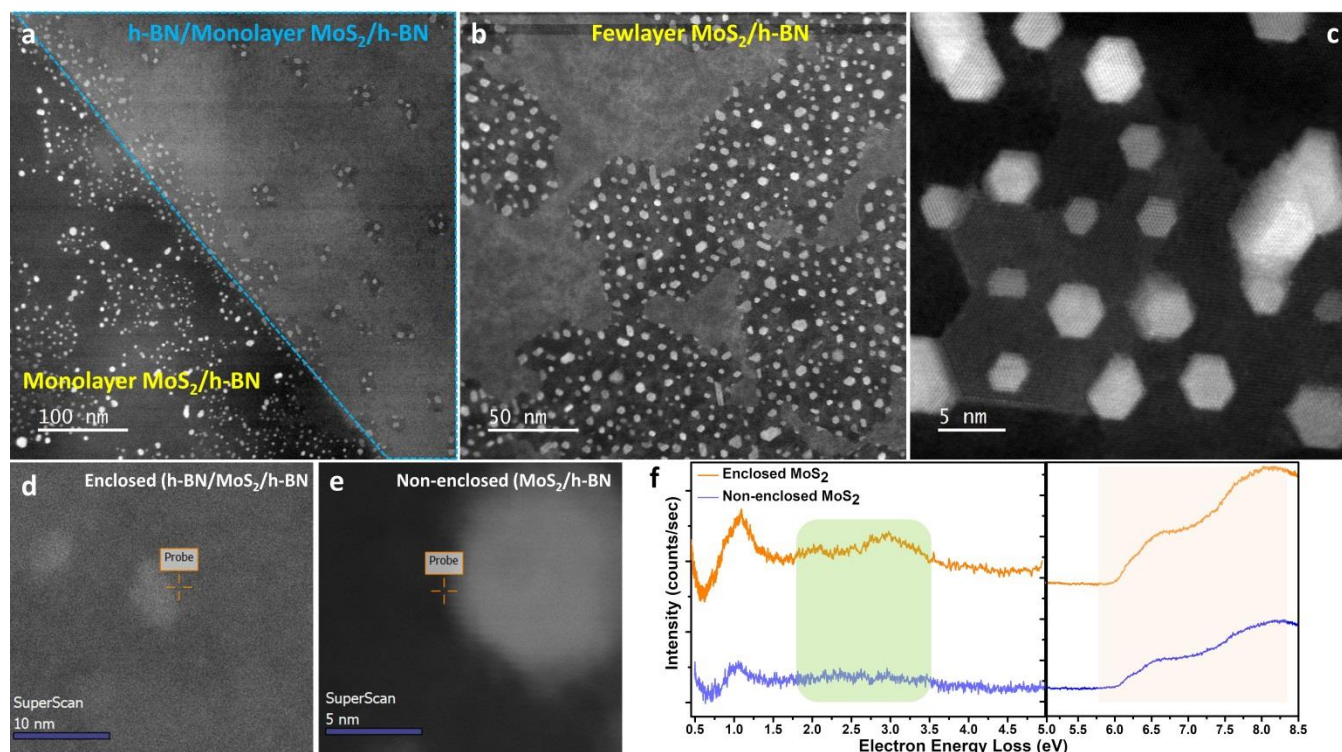 a
h-BN/Monolayer MoS₂/h-BN
Monolayer MoS₂/h-BN
100 nm
b
Fewlayer MoS₂/h-BN
50 nm
c
5 nm
d
Enclosed (h-BN/MoS₂/h-BN
Probe
SuperScan
10 nm
e
Non-enclosed (MoS₂/h-BN
Probe
SuperScan
5 nm
f
Enclosed MoS₂
Non-enclosed MoS₂
Intensity (counts/sec)
0.5 1.0 1.5 2.0 2.5 3.0 3.5 4.0 4.5 5.0 5.5 6.0 6.5 7.0 7.5 8.0 8.5
Electron Energy Loss (eV)